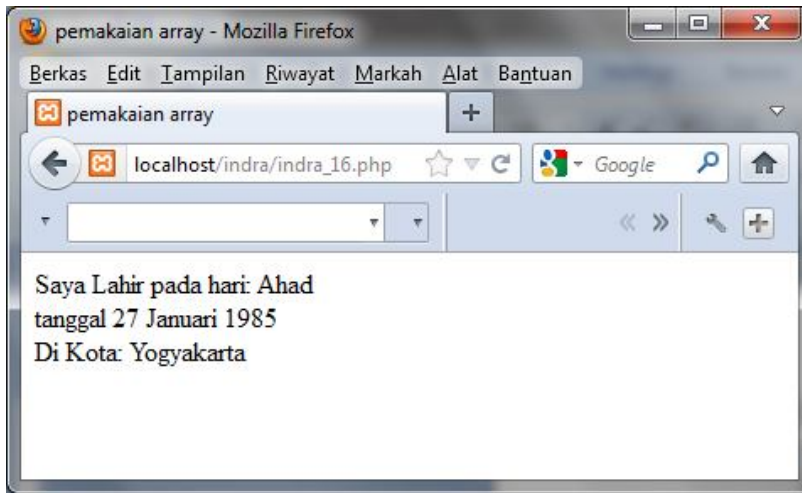 pemakaian array - Mozilla Firefox
Berkas Edit Tampilan Riwayat Markah Alat Bantuan
pemakaian array
localhost/indra/indra_16.php Google
Saya Lahir pada hari: Ahad
tanggal 27 Januari 1985
Di Kota: Yogyakarta